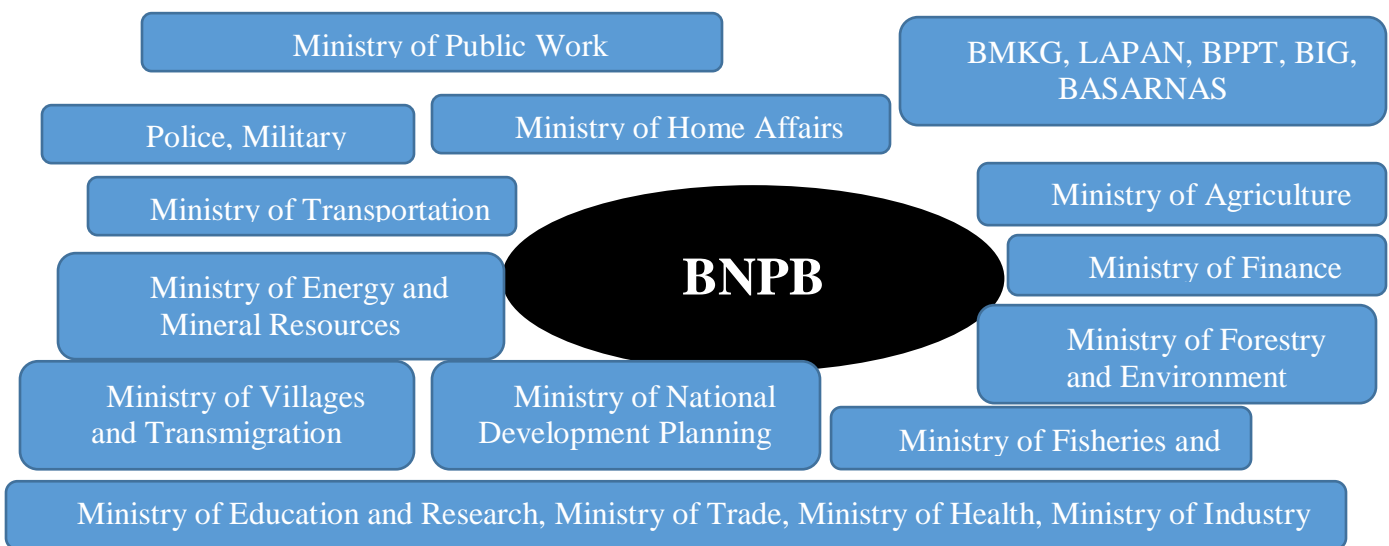 Ministry of Public Work
BMKG, LAPAN, BPPT, BIG,
BASARNAS
Police, Military
Ministry of Home Affairs
Ministry of Transportation
Ministry of Agriculture
BNPB
Ministry of Finance
Ministry of Energy and
Mineral Resources
Ministry of Forestry
and Environment
Ministry of Villages
and Transmigration
Ministry of National
Development Planning
Ministry of Fisheries and
Ministry of Education and Research, Ministry of Trade, Ministry of Health, Ministry of Industry